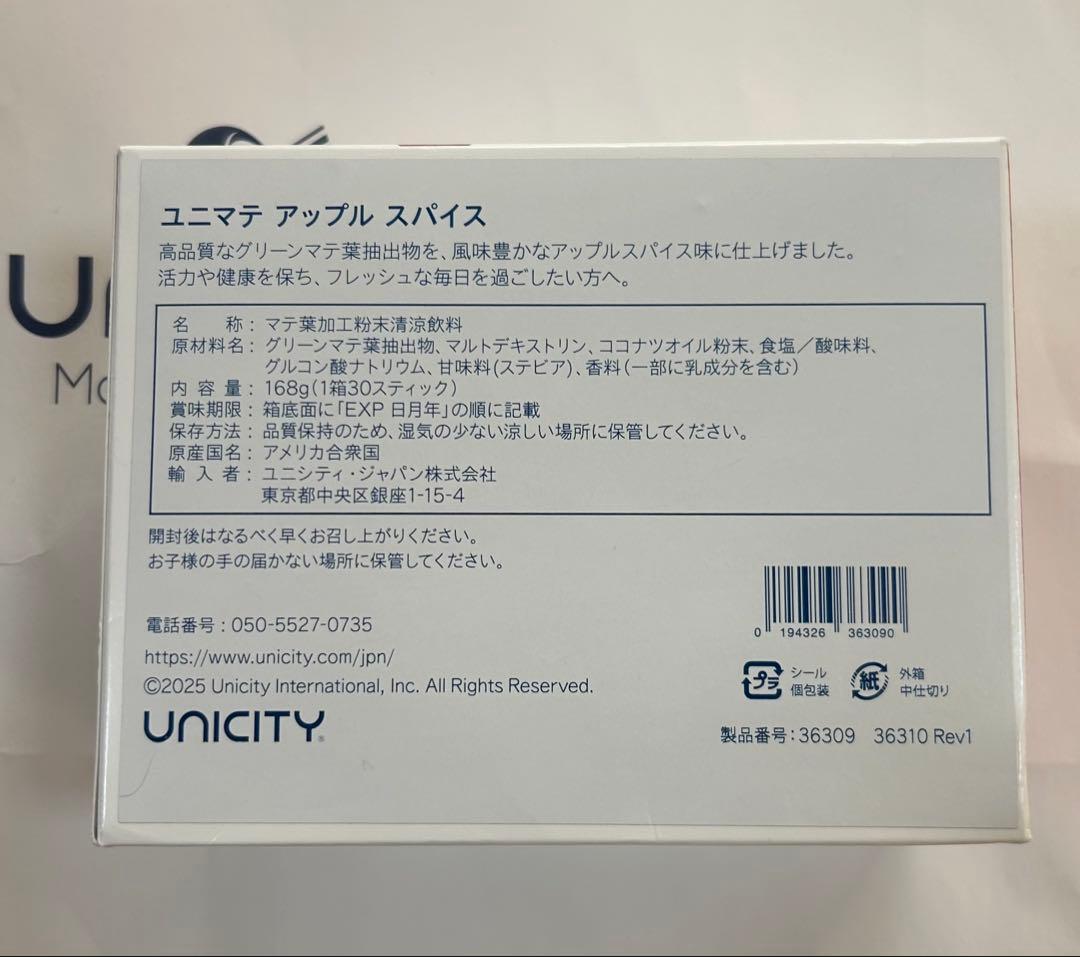 ユニマテ アップル スパイス
高品質なグリーンマテ葉抽出物を、風味豊かなアップルスパイス味に仕上げました。
活力や健康を保ち、フレッシュな毎日を過ごしたい方へ。
名 称： マテ葉加工粉末清涼飲料
原材料名： グリーンマテ葉抽出物、マルトデキストリン、ココナツオイル粉末、食塩／酸味料、
グルコン酸ナトリウム、甘味料(ステビア)、香料(一部に乳成分を含む)
内 容 量： 168g(1箱30スティック)
賞味期限： 箱底面に「EXP 日月年」の順に記載
保存方法： 品質保持のため、湿気の少ない涼しい場所に保管してください。
原産国名： アメリカ合衆国
輸 入 者： ユニシティ・ジャパン株式会社
東京都中央区銀座1-15-4
開封後はなるべく早くお召し上がりください。
お子様の手の届かない場所に保管してください。
電話番号：050-5527-0735
https://www.unicity.com/jpn/
©2025 Unicity International, Inc. All Rights Reserved.
UNICITY®
0 194326 363090
プラ シール
個包装
紙 外箱
中仕切り
製品番号：36309 36310 Rev1